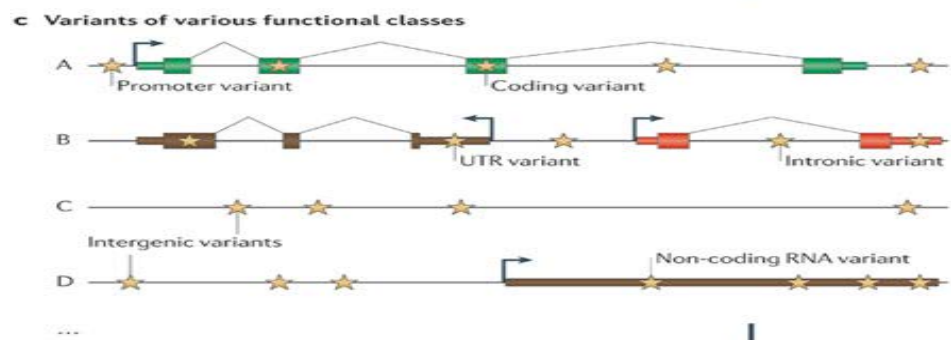 c Variants of various functional classes
A
Promoter variant
Coding variant
B
UTR variant
Intronic variant
C
Intergenic variants
Non-coding RNA variant
D
...